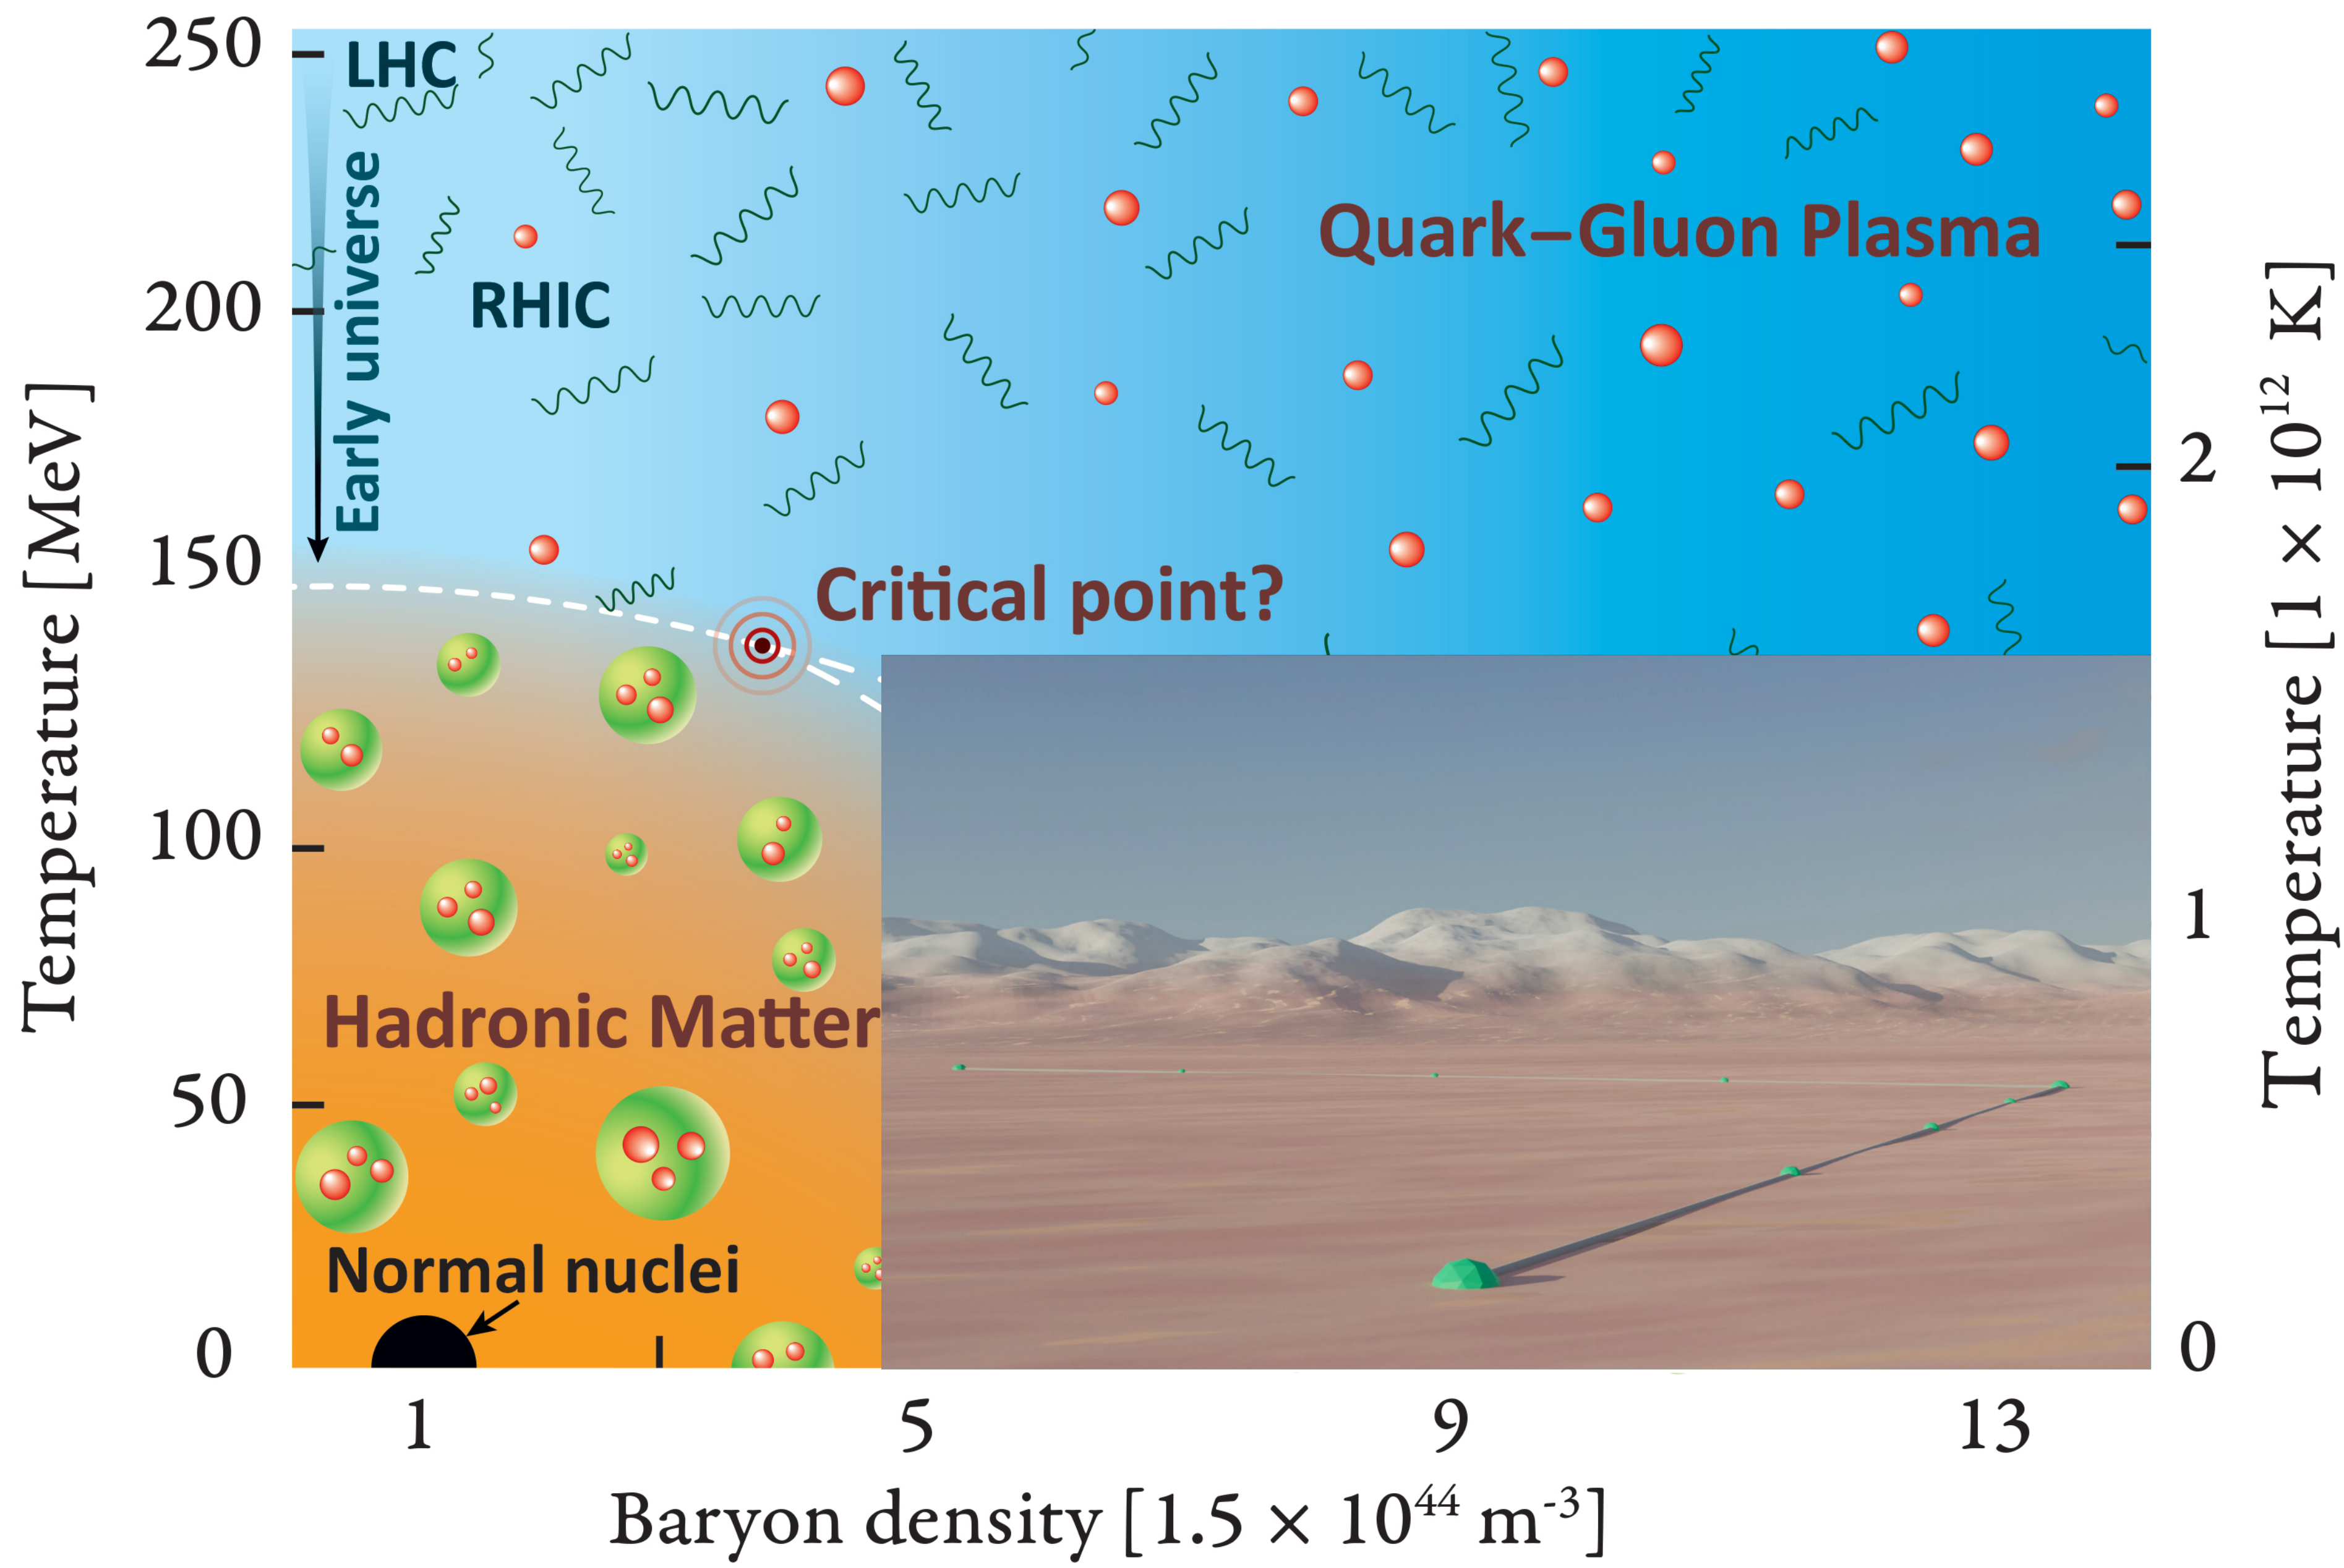 250
200
150
100
50
0
Temperature [MeV]
LHC
Early universe
RHIC
Quark–Gluon Plasma
Critical point?
Hadronic Matter
Normal nuclei
2
1
0
Temperature [1 × 10¹² K]
1 5 9 13
Baryon density [1.5 × 10⁴⁴ m⁻³]